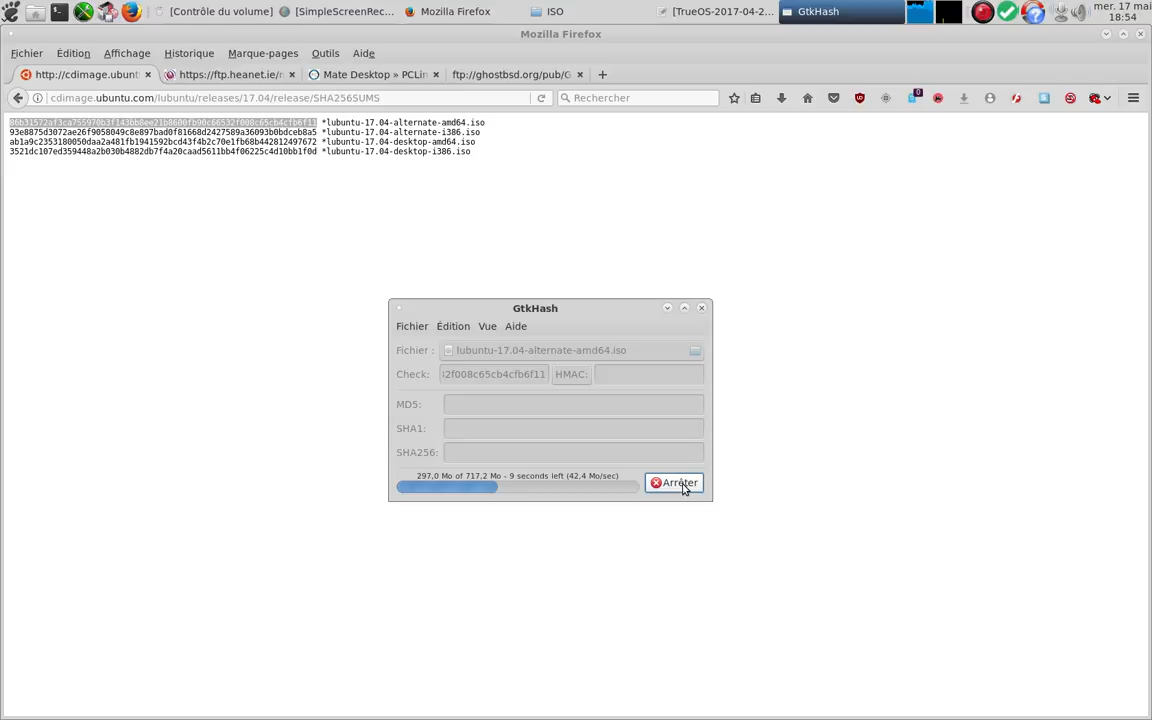 [Contrôle du volume] [SimpleScreenRec... Mozilla Firefox ISO [TrueOS-2017-04-2... GtkHash mer. 17 mai
18:54
Mozilla Firefox
Fichier Édition Affichage Historique Marque-pages Outils Aide
http://cdimage.ubunt https://ftp.heanet.ie/n Mate Desktop » PCLin ftp://ghostbsd.org/pub/G
cdimage.ubuntu.com/lubuntu/releases/17.04/release/SHA256SUMS Rechercher 0
86b31572af3ca755970b3f143bb8ee21b8600fb90c66532f008c65cb4cfb6f11 *lubuntu-17.04-alternate-amd64.iso
93e8875d3072ae26f9058049c8e897bad0f81668d2427589a36093b0bdceb8a5 *lubuntu-17.04-alternate-i386.iso
ab1a9c2353180050daa2a481fb1941592bcd43f4b2c70e1fb68b442812497672 *lubuntu-17.04-desktop-amd64.iso
3521dc107ed359448a2b030b4882db7f4a20caad5611bb4f06225c4d10bb1f0d *lubuntu-17.04-desktop-i386.iso
GtkHash
Fichier Édition Vue Aide
Fichier : lubuntu-17.04-alternate-amd64.iso
Check: 2f008c65cb4cfb6f11 HMAC:
MD5:
SHA1:
SHA256:
297,0 Mo of 717,2 Mo - 9 seconds left (42,4 Mo/sec)
Arrêter